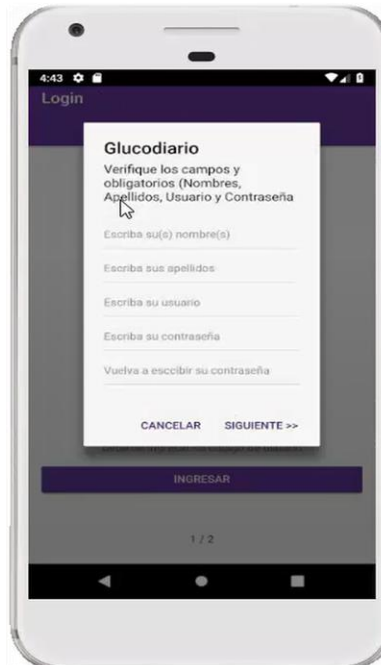 4:43
Login
Glucodiario
Verifique los campos y
obligatorios (Nombres,
Apellidos, Usuario y Contraseña
Escriba su(s) nombre(s)
Escriba sus apellidos
Escriba su usuario
Escriba su contraseña
Vuelva a esccibir su contraseña
CANCELAR SIGUIENTE >>
INGRESAR
1 / 2